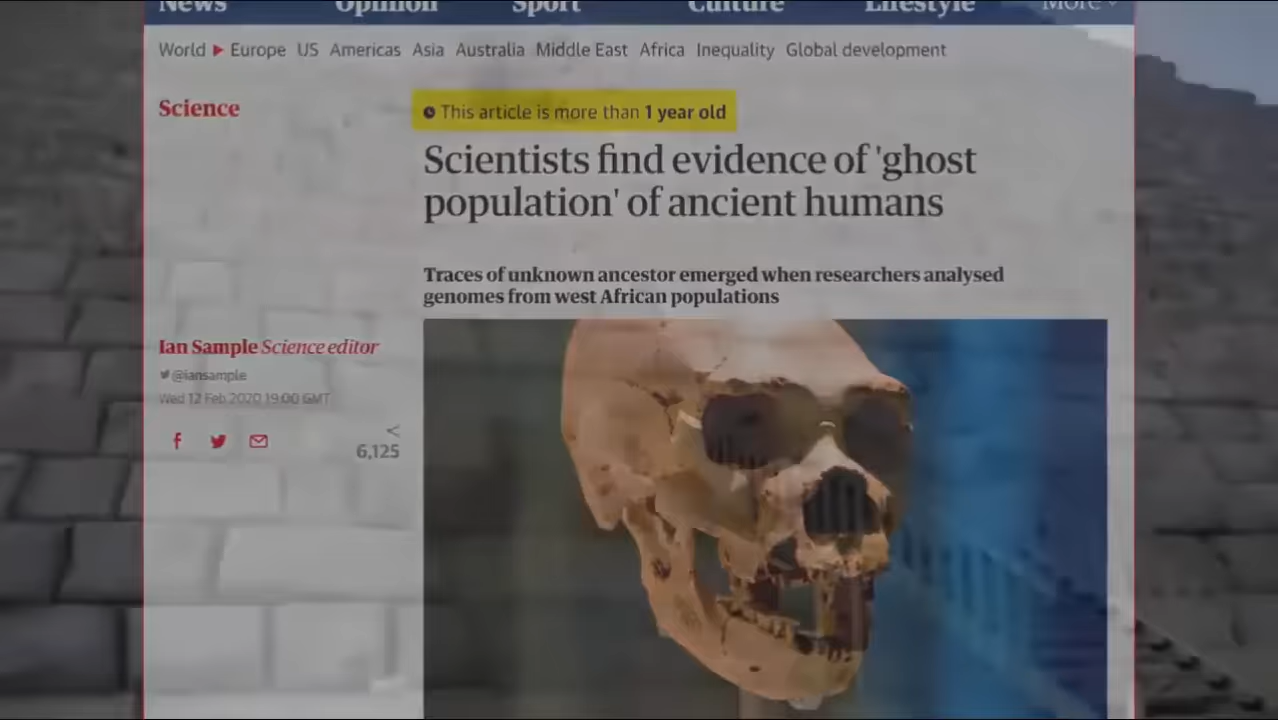 News Opinion Sport Culture Lifestyle More
World Europe US Americas Asia Australia Middle East Africa Inequality Global development
Science
This article is more than 1 year old
Scientists find evidence of 'ghost
population' of ancient humans
Traces of unknown ancestor emerged when researchers analysed
genomes from west African populations
Ian Sample Science editor
@iansample
Wed 12 Feb 2020 19:00 GMT
6,125